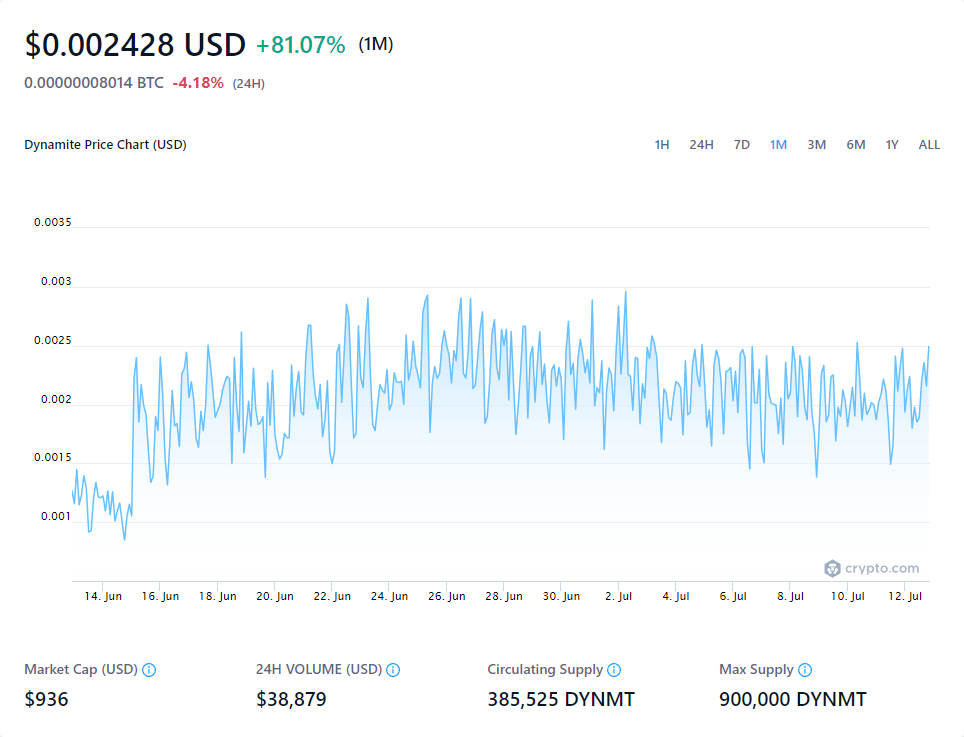 $0.002428 USD +81.07% (1M)
0.00000008014 BTC -4.18% (24H)
Dynamite Price Chart (USD) 1H 24H 7D 1M 3M 6M 1Y ALL
0.0035
0.003
0.0025
0.002
0.0015
0.001
crypto.com
14. Jun 16. Jun 18. Jun 20. Jun 22. Jun 24. Jun 26. Jun 28. Jun 30. Jun 2. Jul 4. Jul 6. Jul 8. Jul 10. Jul 12. Jul
Market Cap (USD) 24H VOLUME (USD) Circulating Supply Max Supply
$936 $38,879 385,525 DYNMT 900,000 DYNMT